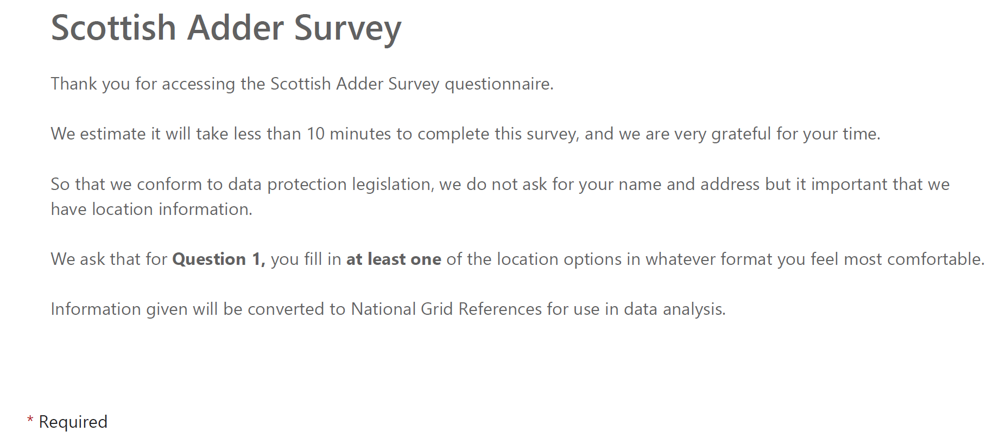 Scottish Adder Survey
Thank you for accessing the Scottish Adder Survey questionnaire.
We estimate it will take less than 10 minutes to complete this survey, and we are very grateful for your time.
So that we conform to data protection legislation, we do not ask for your name and address but it important that we
have location information.
We ask that for Question 1, you fill in at least one of the location options in whatever format you feel most comfortable.
Information given will be converted to National Grid References for use in data analysis.
* Required